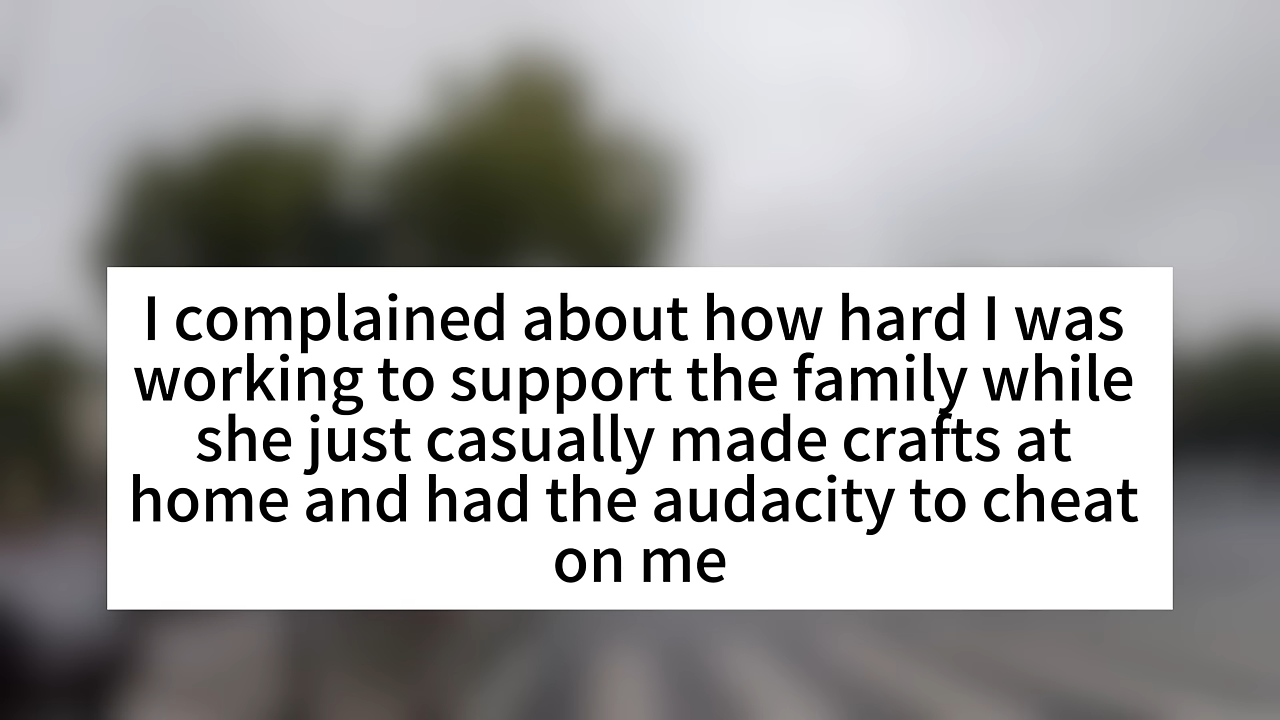 I complained about how hard I was
working to support the family while
she just casually made crafts at
home and had the audacity to cheat
on me